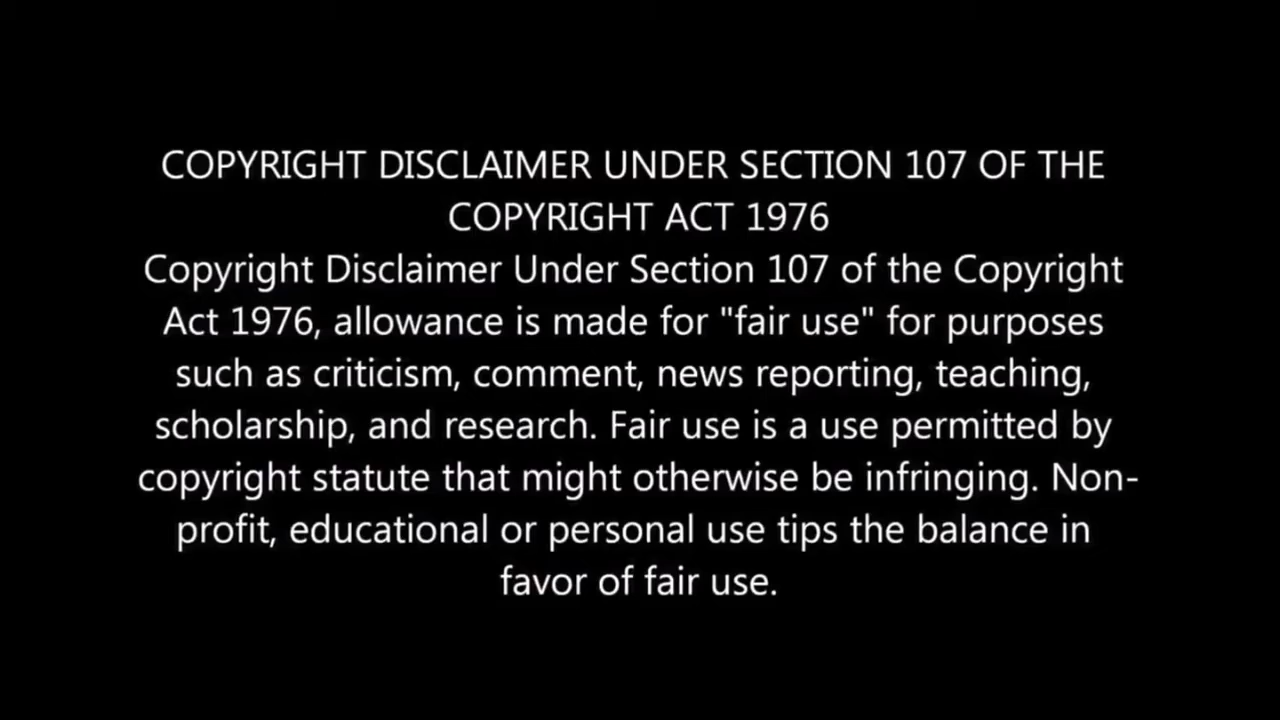 COPYRIGHT DISCLAIMER UNDER SECTION 107 OF THE
COPYRIGHT ACT 1976
Copyright Disclaimer Under Section 107 of the Copyright
Act 1976, allowance is made for "fair use" for purposes
such as criticism, comment, news reporting, teaching,
scholarship, and research. Fair use is a use permitted by
copyright statute that might otherwise be infringing. Non-
profit, educational or personal use tips the balance in
favor of fair use.